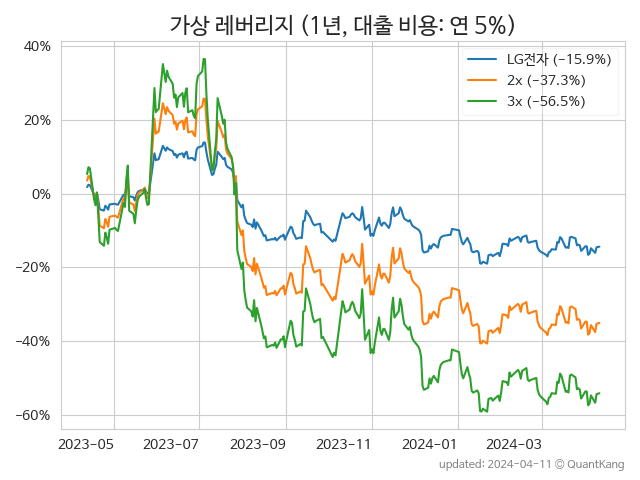 가상 레버리지 (1년, 대출 비용: 연 5%)
LG전자 (−15.9%)
2x (−37.3%)
3x (−56.5%)
40%
20%
0%
−20%
−40%
−60%
2023-05
2023-07
2023-09
2023-11
2024-01
2024-03
updated: 2024-04-11 © QuantKang